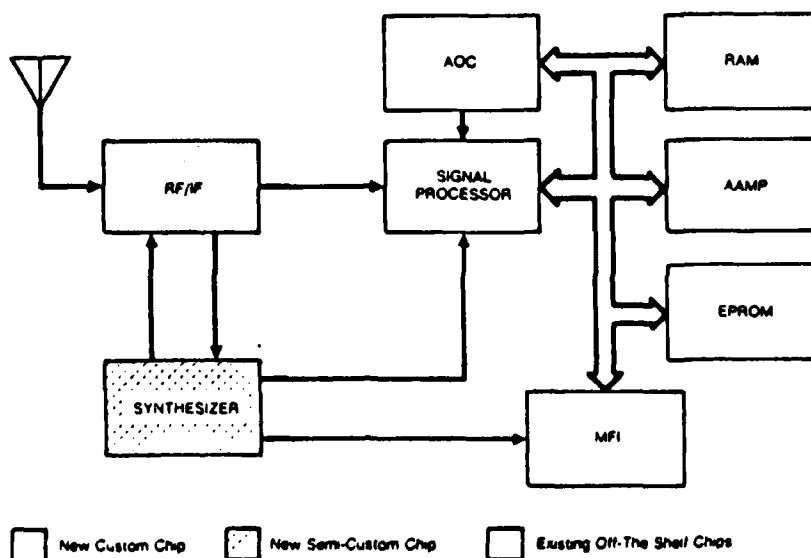 AOC
RAM
RF/IF
SIGNAL
PROCESSOR
AAMP
EPROM
SYNTHESIZER
MFI
New Custom Chip
New Semi-Custom Chip
Existing Off-The Shelf Chips